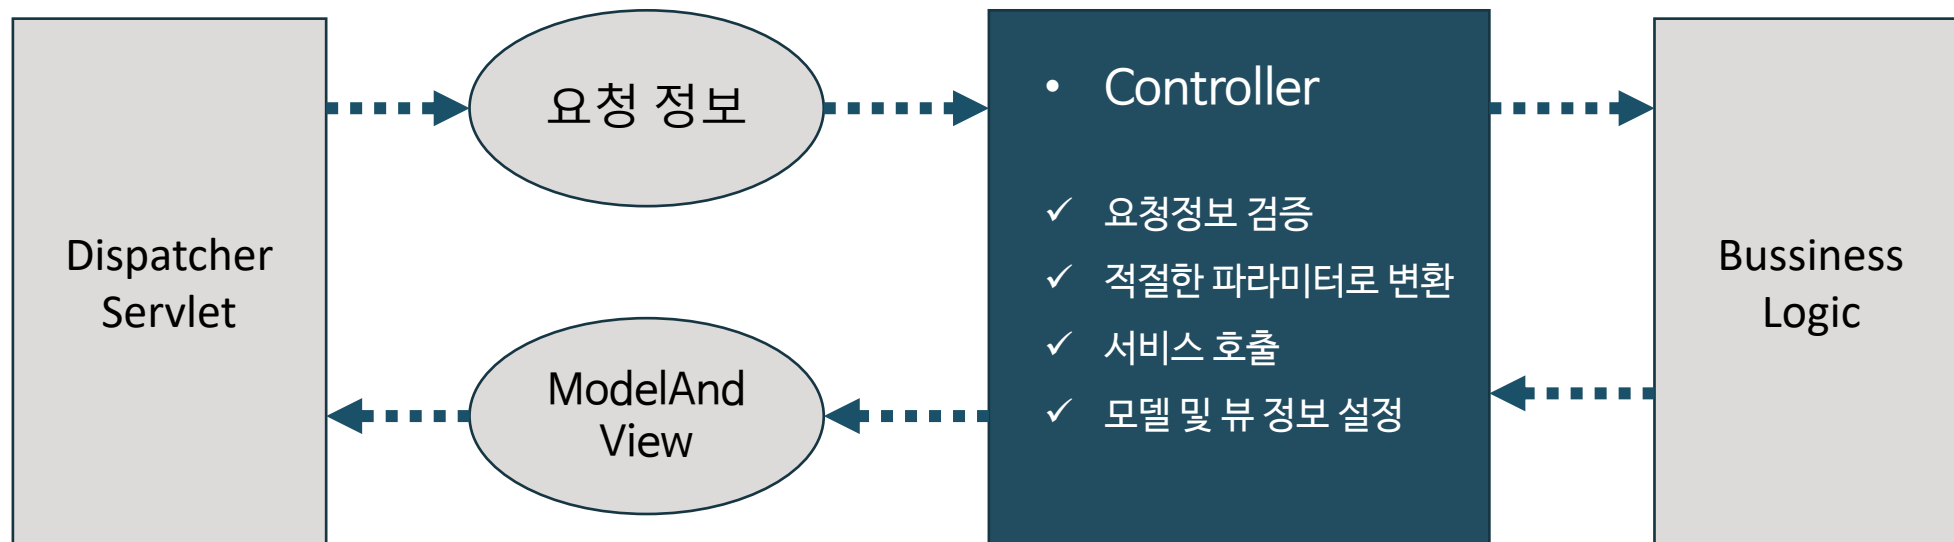 Dispatcher
Servlet
요청 정보
ModelAnd
View
• Controller
✓ 요청정보 검증
✓ 적절한 파라미터로 변환
✓ 서비스 호출
✓ 모델 및 뷰 정보 설정
Bussiness
Logic